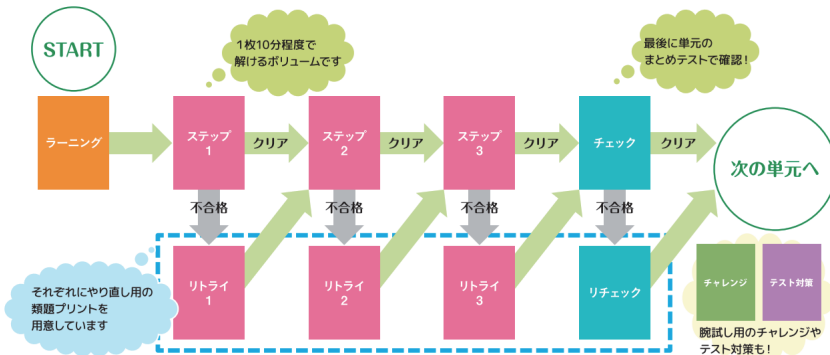 START
1枚10分程度で
解けるボリュームです
最後に単元の
まとめテストで確認!
ラーニング
ステップ
1
クリア
ステップ
2
クリア
ステップ
3
クリア
チェック
クリア
次の単元へ
不合格
不合格
不合格
不合格
それぞれにやり直し用の
類題プリントを
用意しています
リトライ
1
リトライ
2
リトライ
3
リチェック
チャレンジ
テスト対策
腕試し用のチャレンジや
テスト対策も!